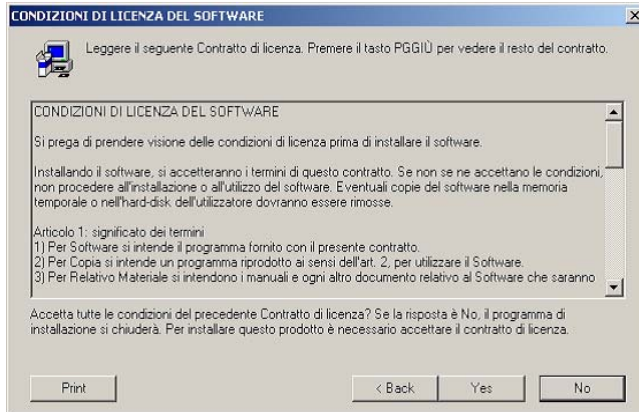 CONDIZIONI DI LICENZA DEL SOFTWARE
Leggere il seguente Contratto di licenza. Premere il tasto PGGIÙ per vedere il resto del contratto.
CONDIZIONI DI LICENZA DEL SOFTWARE
Si prega di prendere visione delle condizioni di licenza prima di installare il software.
Installando il software, si accetteranno i termini di questo contratto. Se non se ne accettano le condizioni,
non procedere all'installazione o all'utilizzo del software. Eventuali copie del software nella memoria
temporale o nell'hard-disk dell'utilizzatore dovranno essere rimosse.
Articolo 1: significato dei termini
1) Per Software si intende il programma fornito con il presente contratto.
2) Per Copia si intende un programma riprodotto ai sensi dell'art. 2, per utilizzare il Software.
3) Per Relativo Materiale si intendono i manuali e ogni altro documento relativo al Software che saranno
Accetta tutte le condizioni del precedente Contratto di licenza? Se la risposta è No, il programma di
installazione si chiuderà. Per installare questo prodotto è necessario accettare il contratto di licenza.
Print
< Back
Yes
No